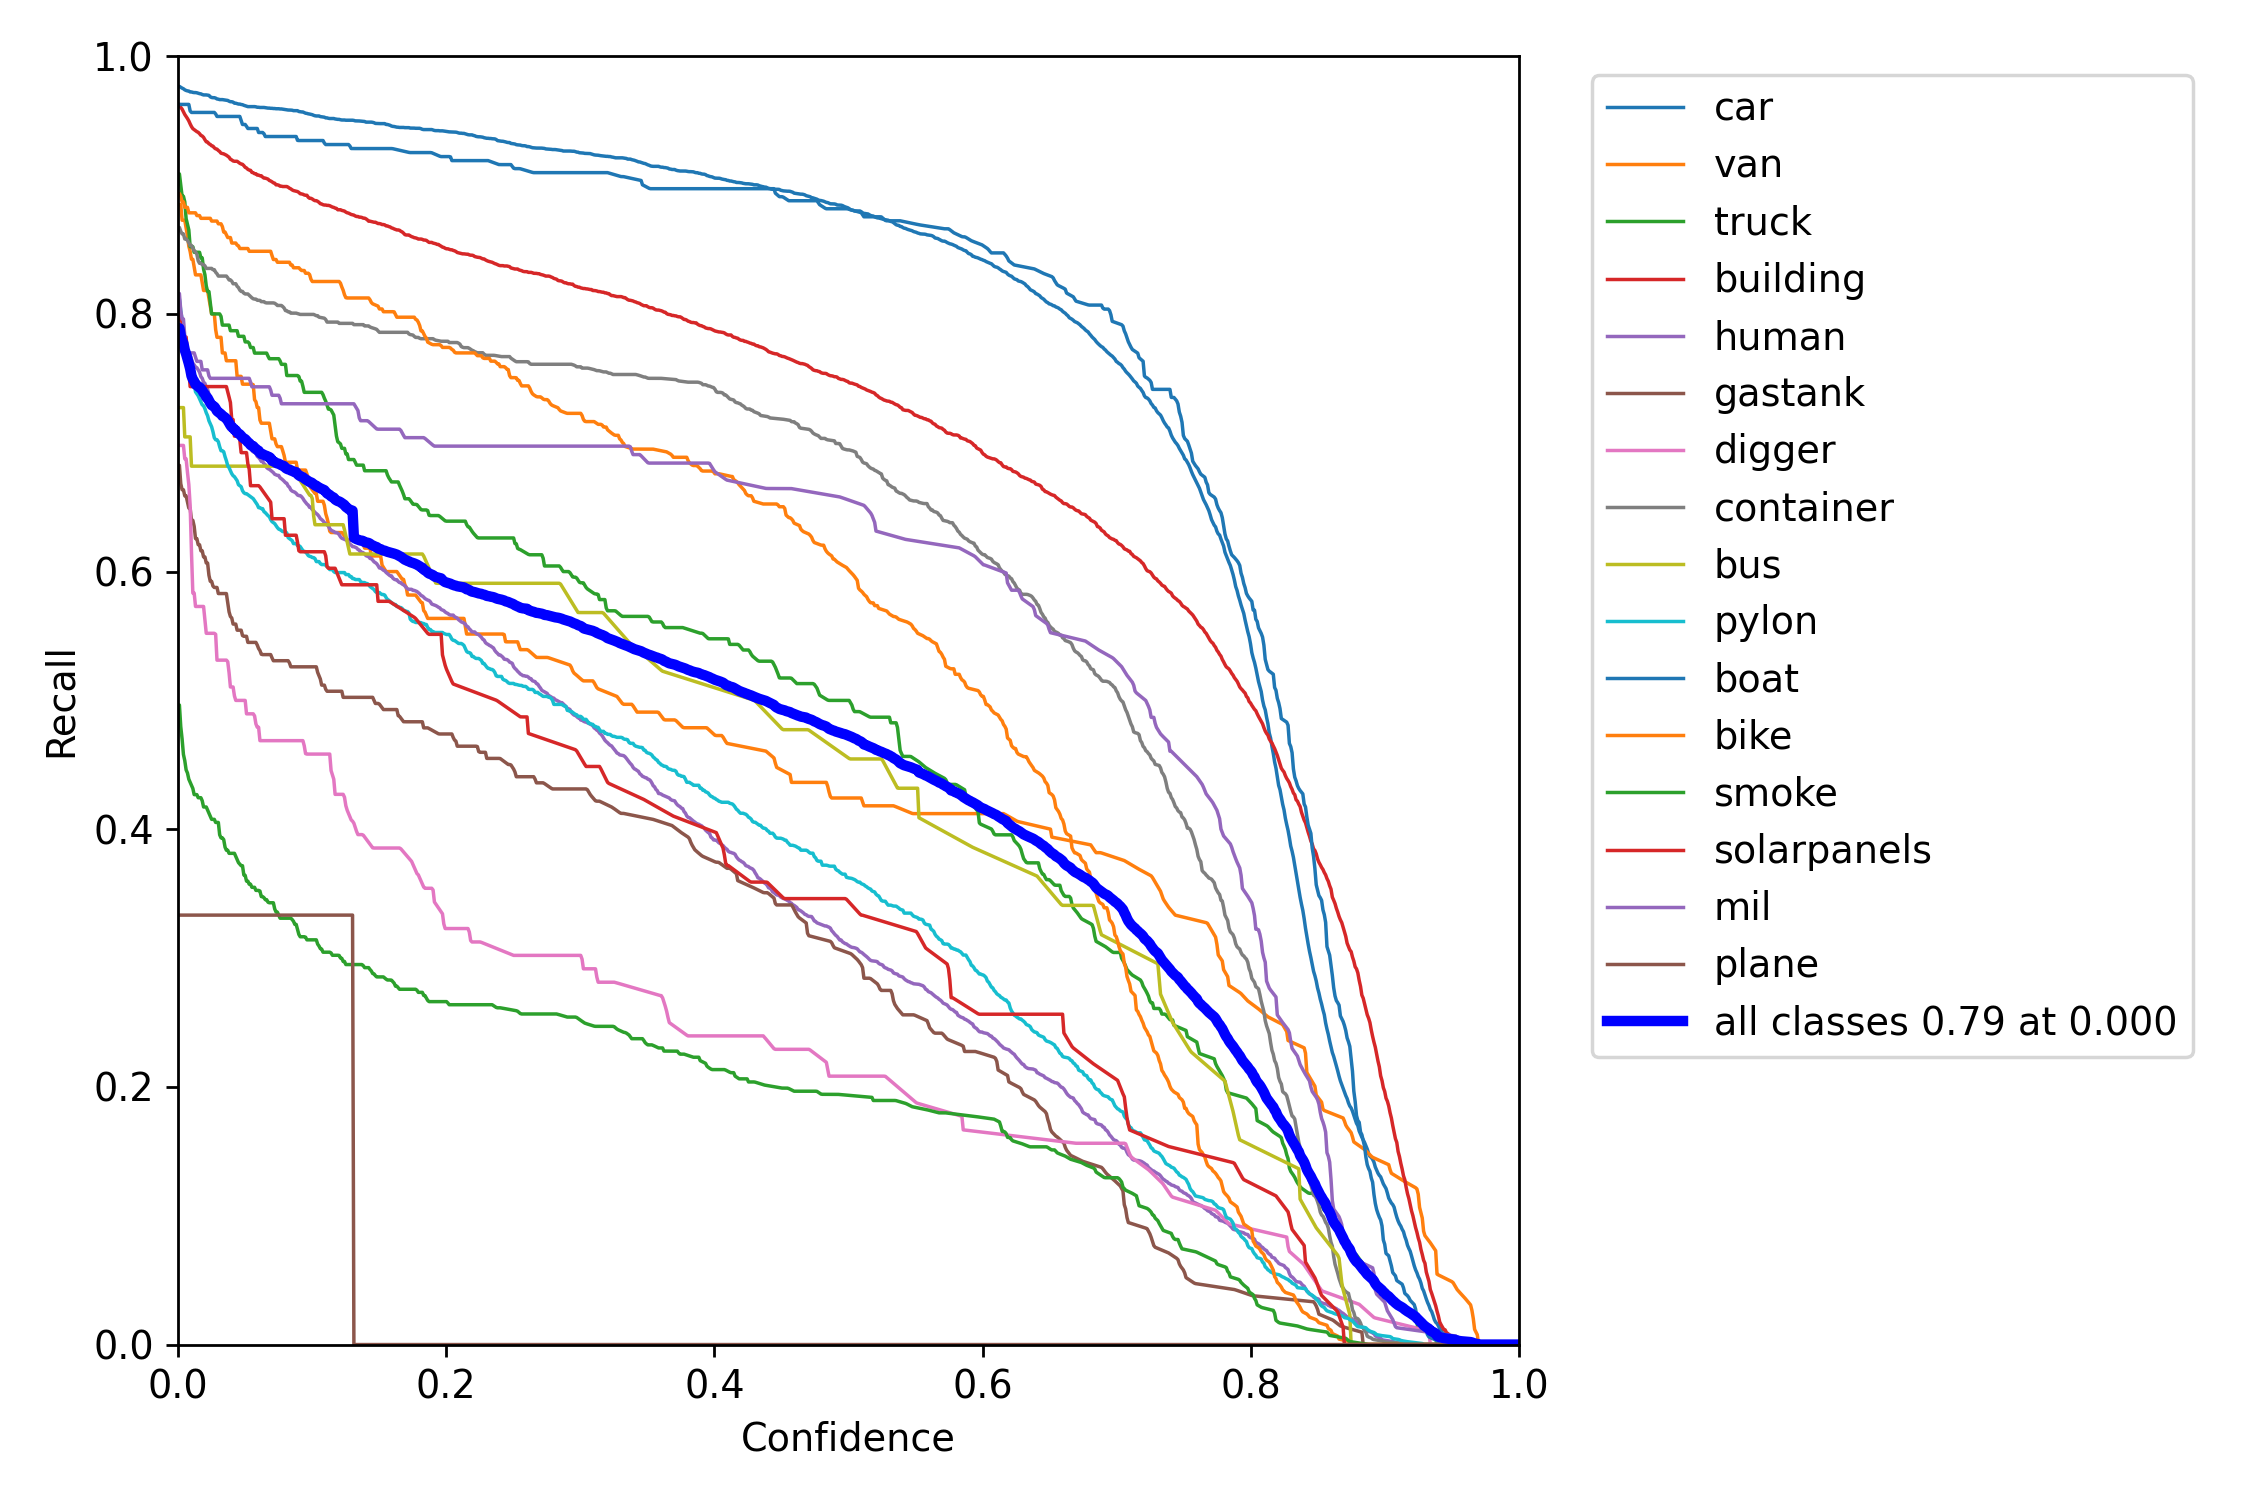 1.0
0.8
0.6
0.4
0.2
0.0
Recall
0.0 0.2 0.4 0.6 0.8 1.0
Confidence
car
van
truck
building
human
gastank
digger
container
bus
pylon
boat
bike
smoke
solarpanels
mil
plane
all classes 0.79 at 0.000